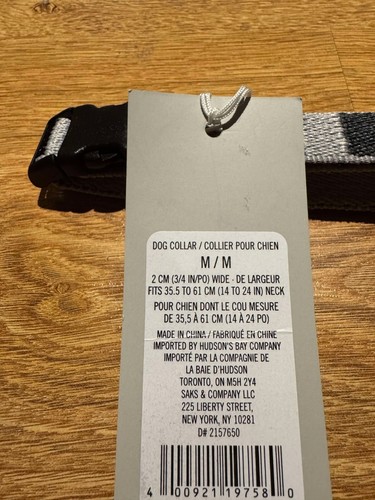 DOG COLLAR / COLLIER POUR CHIEN
M / M
2 CM (3/4 IN/PO) WIDE - DE LARGEUR
FITS 35.5 TO 61 CM (14 TO 24 IN) NECK
POUR CHIEN DONT LE COU MESURE
DE 35,5 À 61 CM (14 À 24 PO)
MADE IN CHINA / FABRIQUÉ EN CHINE
IMPORTED BY HUDSON'S BAY COMPANY
IMPORTÉ PAR LA COMPAGNIE DE
LA BAIE D'HUDSON
TORONTO, ON M5H 2Y4
SAKS & COMPANY LLC
225 LIBERTY STREET,
NEW YORK, NY 10281
D# 2157650
4 00921 19758 0